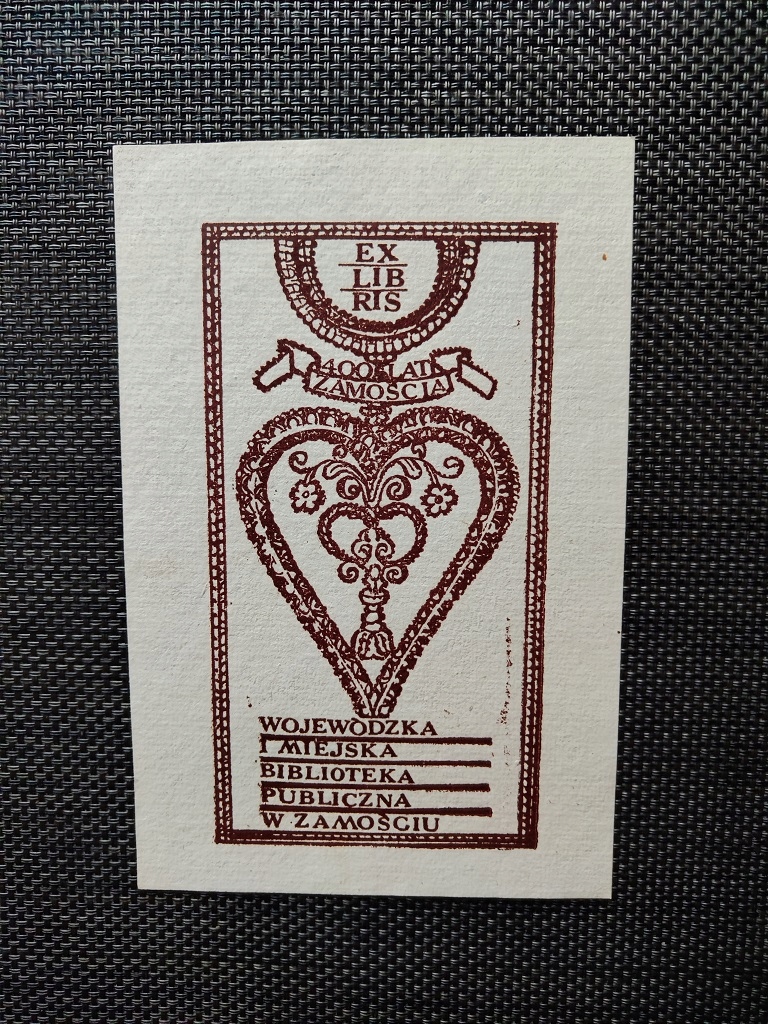 EX
LIB
RIS
400 LAT
ZAMOŚCIA
WOJEWÓDZKA
I MIEJSKA
BIBLIOTEKA
PUBLICZNA
W ZAMOŚCIU